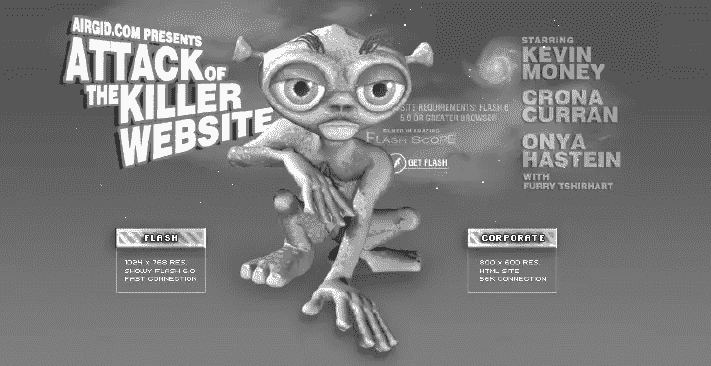 AIRGID.COM PRESENTS
ATTACK OF
THE KILLER
WEBSITE
SITE REQUIREMENTS: FLASH 6
5.0 OR GREATER BROWSER
FILMED IN AMAZING
FLASH SCOPE
GET FLASH
STARRING
KEVIN
MONEY
CRONA
CURRAN
ONYA
HASTEIN
WITH
FURRY TSHIRHART
FLASH
1024 x 768 RES.
SHOWY FLASH 6.0
FAST CONNECTION
CORPORATE
800 x 600 RES.
HTML SITE
56K CONNECTION